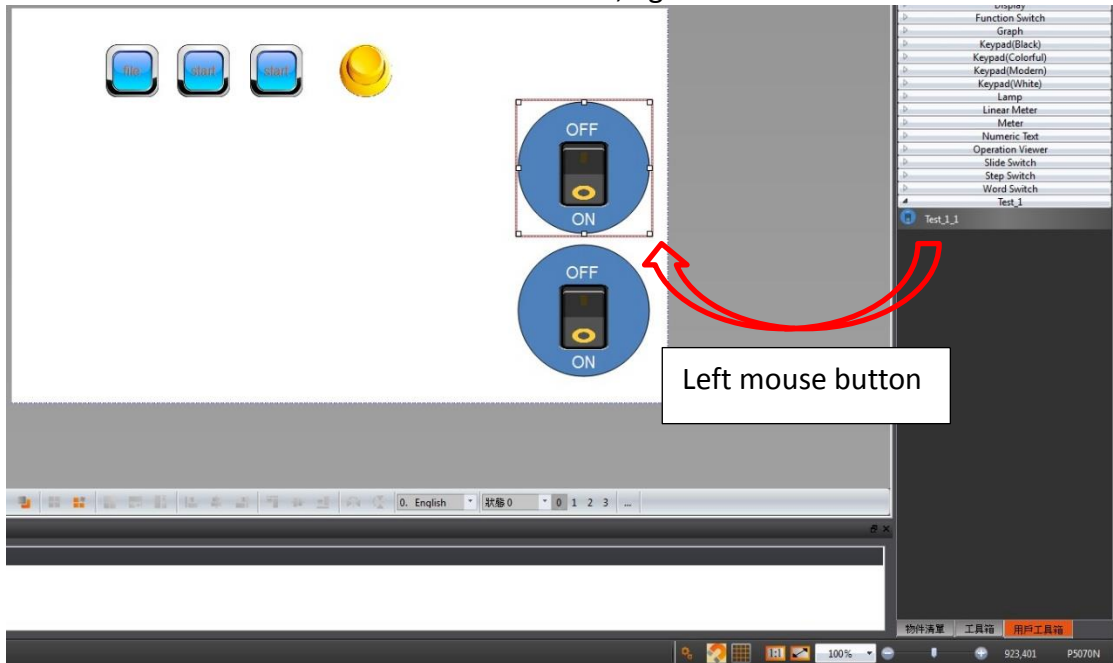 Display
Function Switch
Graph
Keypad(Black)
Keypad(Colorful)
Keypad(Modern)
Keypad(White)
Lamp
Linear Meter
Meter
Numeric Text
Operation Viewer
Slide Switch
Step Switch
Word Switch
Test_1
Test_1_1
file
start
start
OFF
ON
OFF
ON
Left mouse button
0. English 狀態 0 0 1 2 3 ...
物件清單 工具箱 用戶工具箱
1:1 100% 923,401 P5070N